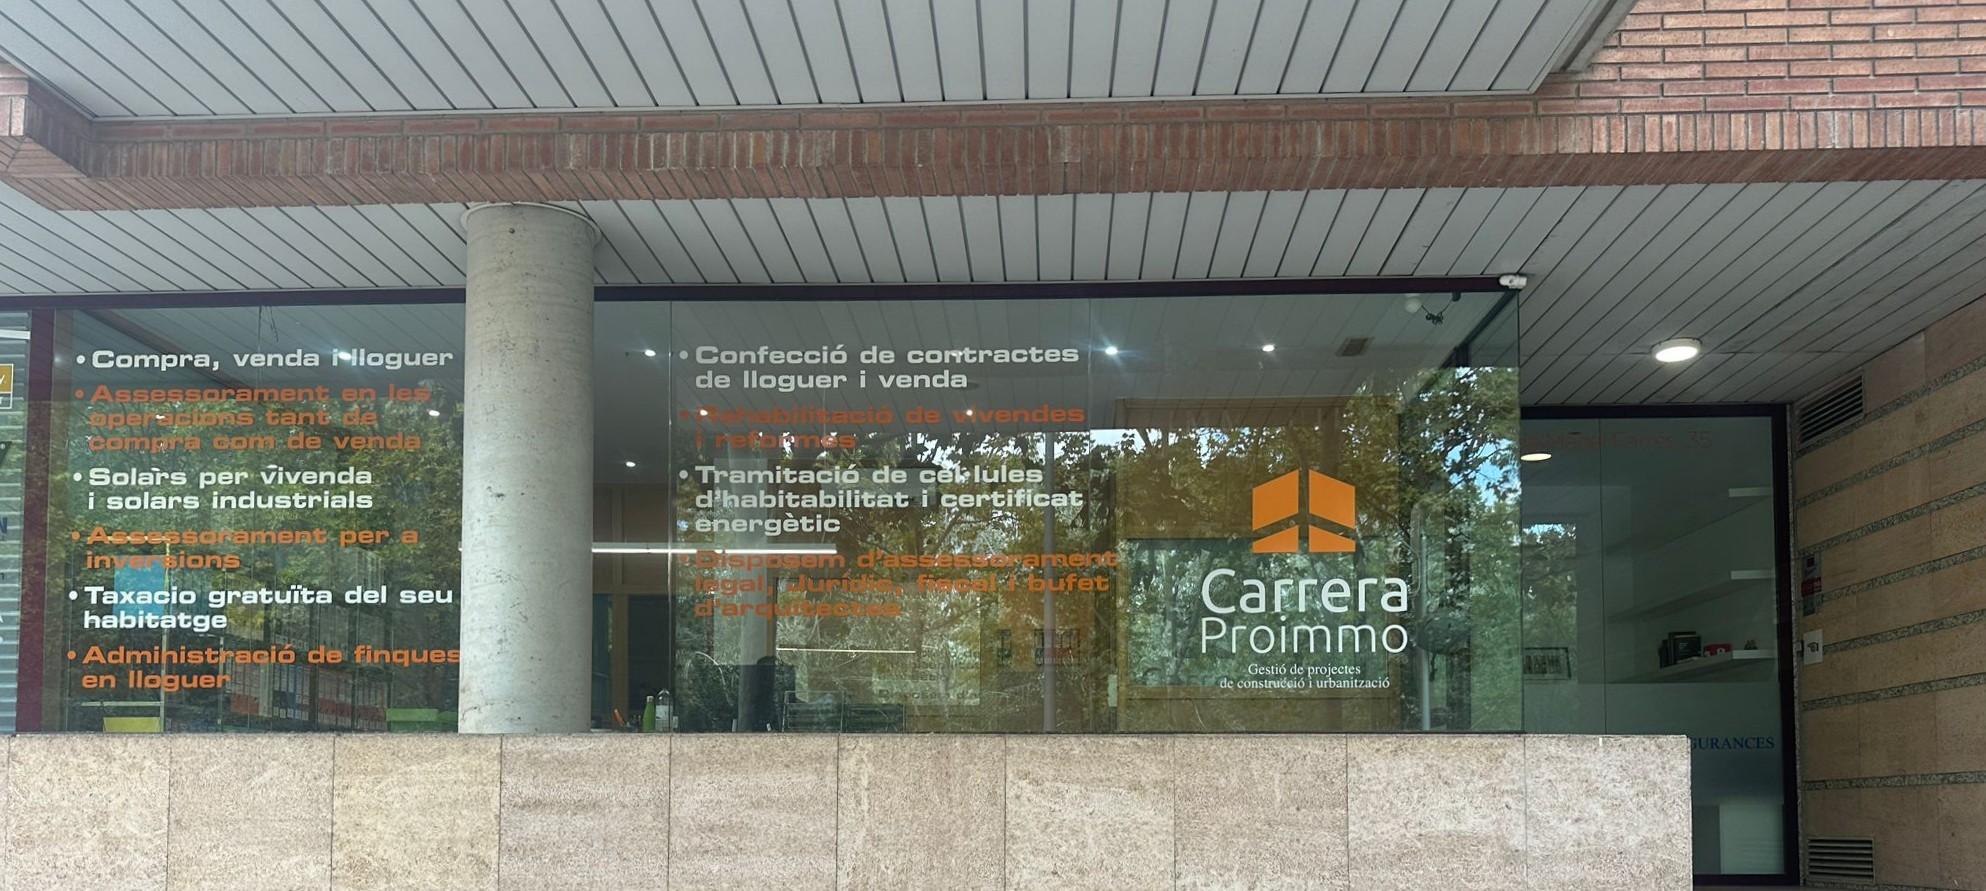 • Compra, venda i lloguer
• Assessorament en les
operacions tant de
compra com de venda
• Solars per vivenda
i solars industrials
• Assessorament per a
inversions
• Taxacio gratuïta del seu
habitatge
• Administració de finques
en lloguer
• Confecció de contractes
de lloguer i venda
• Rehabilitació de vivendes
i reformes
• Tramitació de cel·lules
d'habitabilitat i certificat
energètic
• Disposem d'assessorament
legal, Jurídic, fiscal i bufet
d'arquitectes
Carrera
Proimmo
Gestió de projectes
de construcció i urbanització
GURANCES